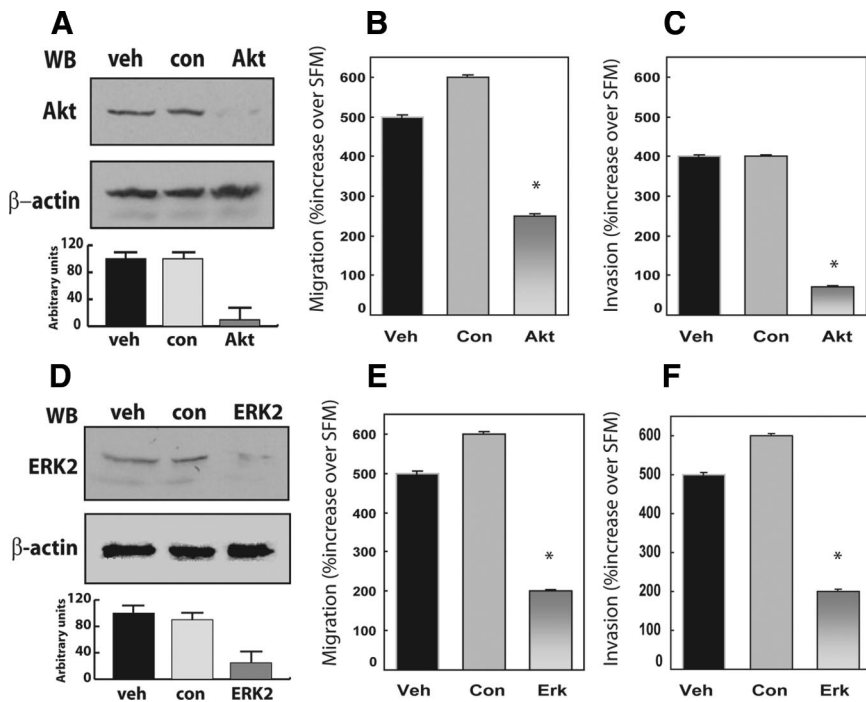 A
WB veh con Akt
Akt
β-actin
Arbitrary units
120
80
40
0
veh con Akt
B
Migration (%increase over SFM)
600
500
400
300
200
100
0
Veh Con Akt
*
C
Invasion (%increase over SFM)
600
500
400
300
200
100
0
Veh Con Akt
*
D
WB veh con ERK2
ERK2
β-actin
Arbitrary units
120
80
40
0
veh con ERK2
E
Migration (%increase over SFM)
600
500
400
300
200
100
0
Veh Con Erk
*
F
Invasion (%increase over SFM)
600
500
400
300
200
100
0
Veh Con Erk
*